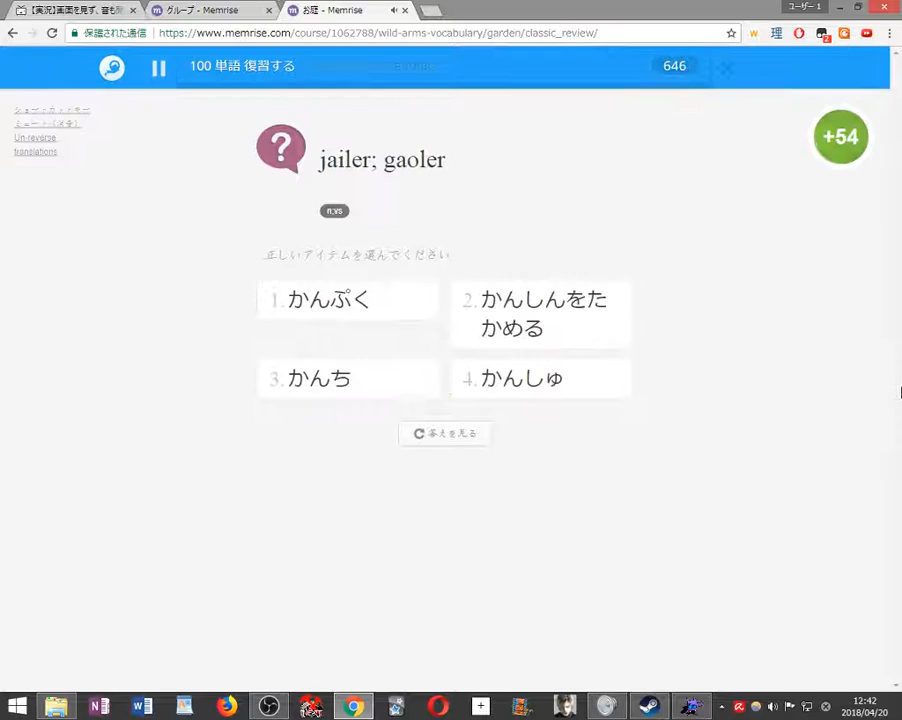 【実況】画面を見ず、音も
グループ - Memrise
お庭 - Memrise
ユーザー 1
保護された通信
https://www.memrise.com/course/1062788/wild-arms-vocabulary/garden/classic_review/
100 単語 復習する
646
Un-reverse
translations
+54
jailer; gaoler
n;vs
正しいアイテムを選んでください
1. かんぷく
2. かんしんをた
かめる
3. かんち
4. かんしゅ
答えを見る
12:42
2018/04/20